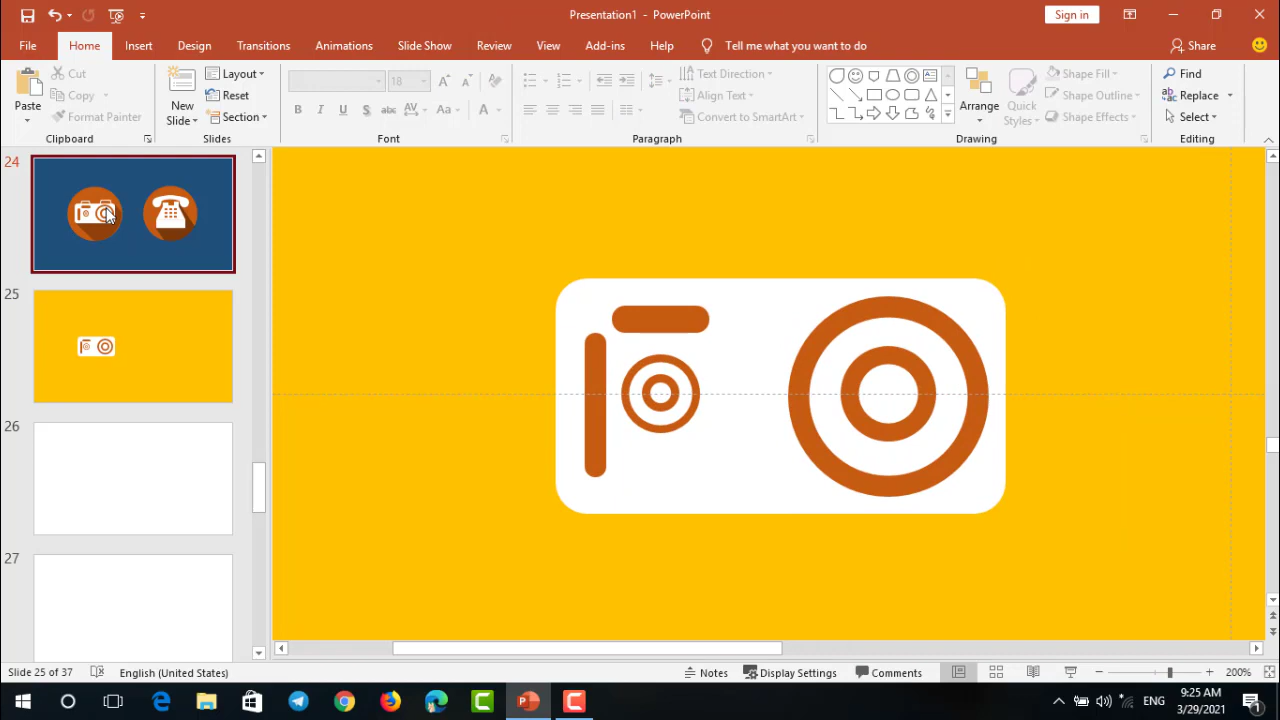 Presentation1 - PowerPoint
Sign in
File Home Insert Design Transitions Animations Slide Show Review View Add-ins Help Tell me what you want to do Share
Paste
Cut
Copy
Format Painter
Clipboard
New
Slide
Layout
Reset
Section
Slides
18
B I U S abc AV Aa A
Font
Text Direction
Align Text
Convert to SmartArt
Paragraph
Arrange
Quick
Styles
Shape Fill
Shape Outline
Shape Effects
Drawing
Find
Replace
Select
Editing
24
25
26
27
Slide 25 of 37
English (United States)
Notes
Display Settings
Comments
200%
ENG
9:25 AM
3/29/2021